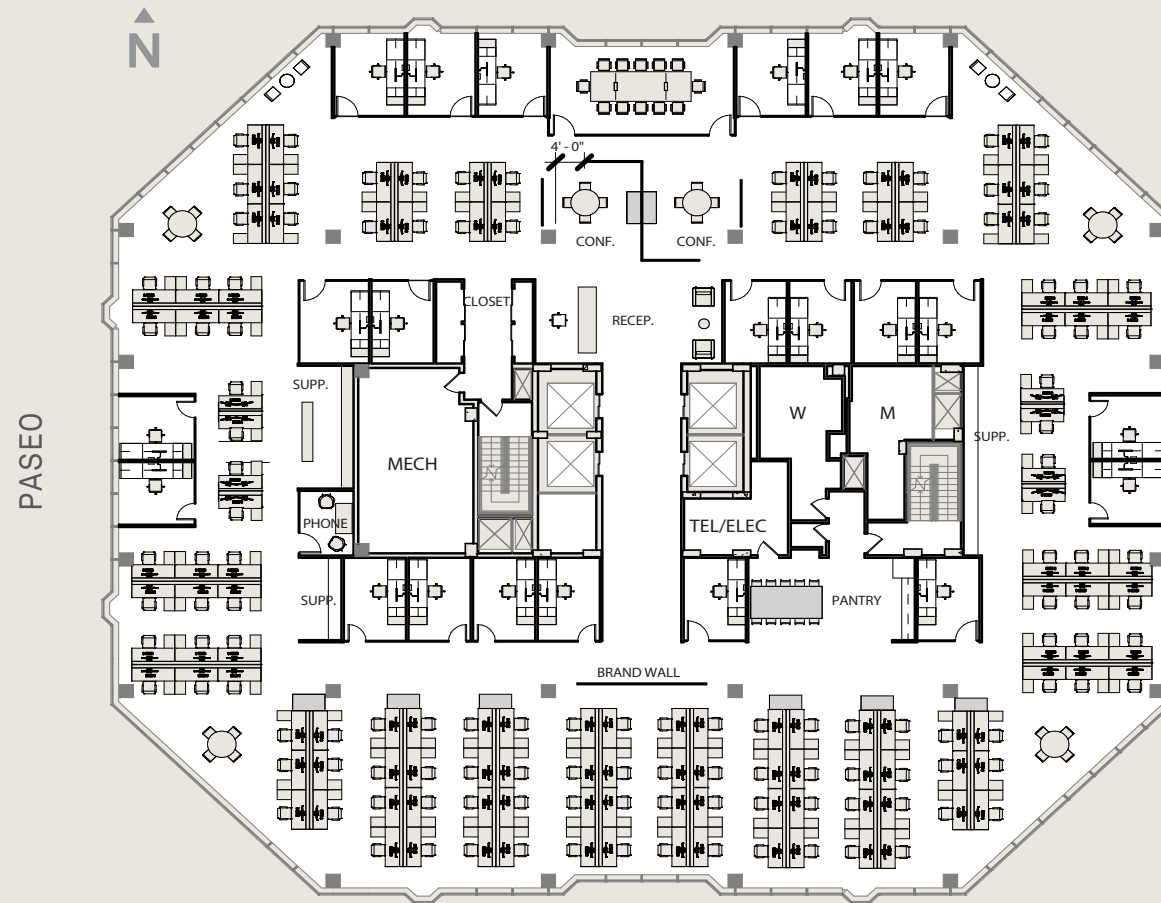 N
4' - 0"
CONF.
CONF.
CLOSET.
RECEP.
SUPP.
W
M
SUPP.
MECH
PASEO
PHONE
TEL/ELEC
SUPP.
PANTRY
BRAND WALL